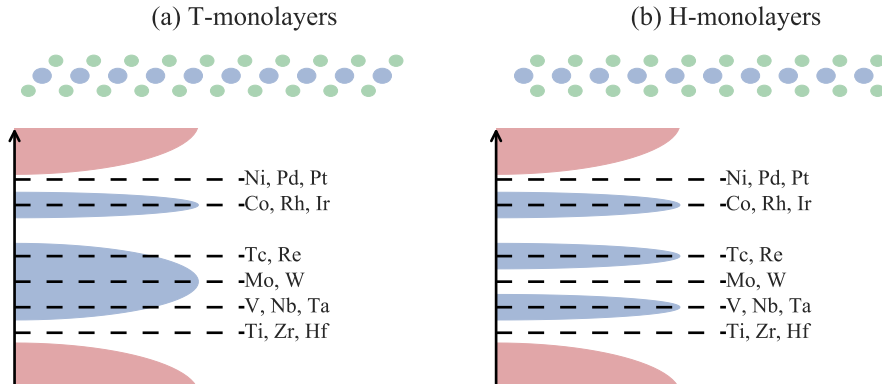 (a) T-monolayers
Ni, Pd, Pt
Co, Rh, Ir
Tc, Re
Mo, W
V, Nb, Ta
Ti, Zr, Hf
(b) H-monolayers
Ni, Pd, Pt
Co, Rh, Ir
Tc, Re
Mo, W
V, Nb, Ta
Ti, Zr, Hf